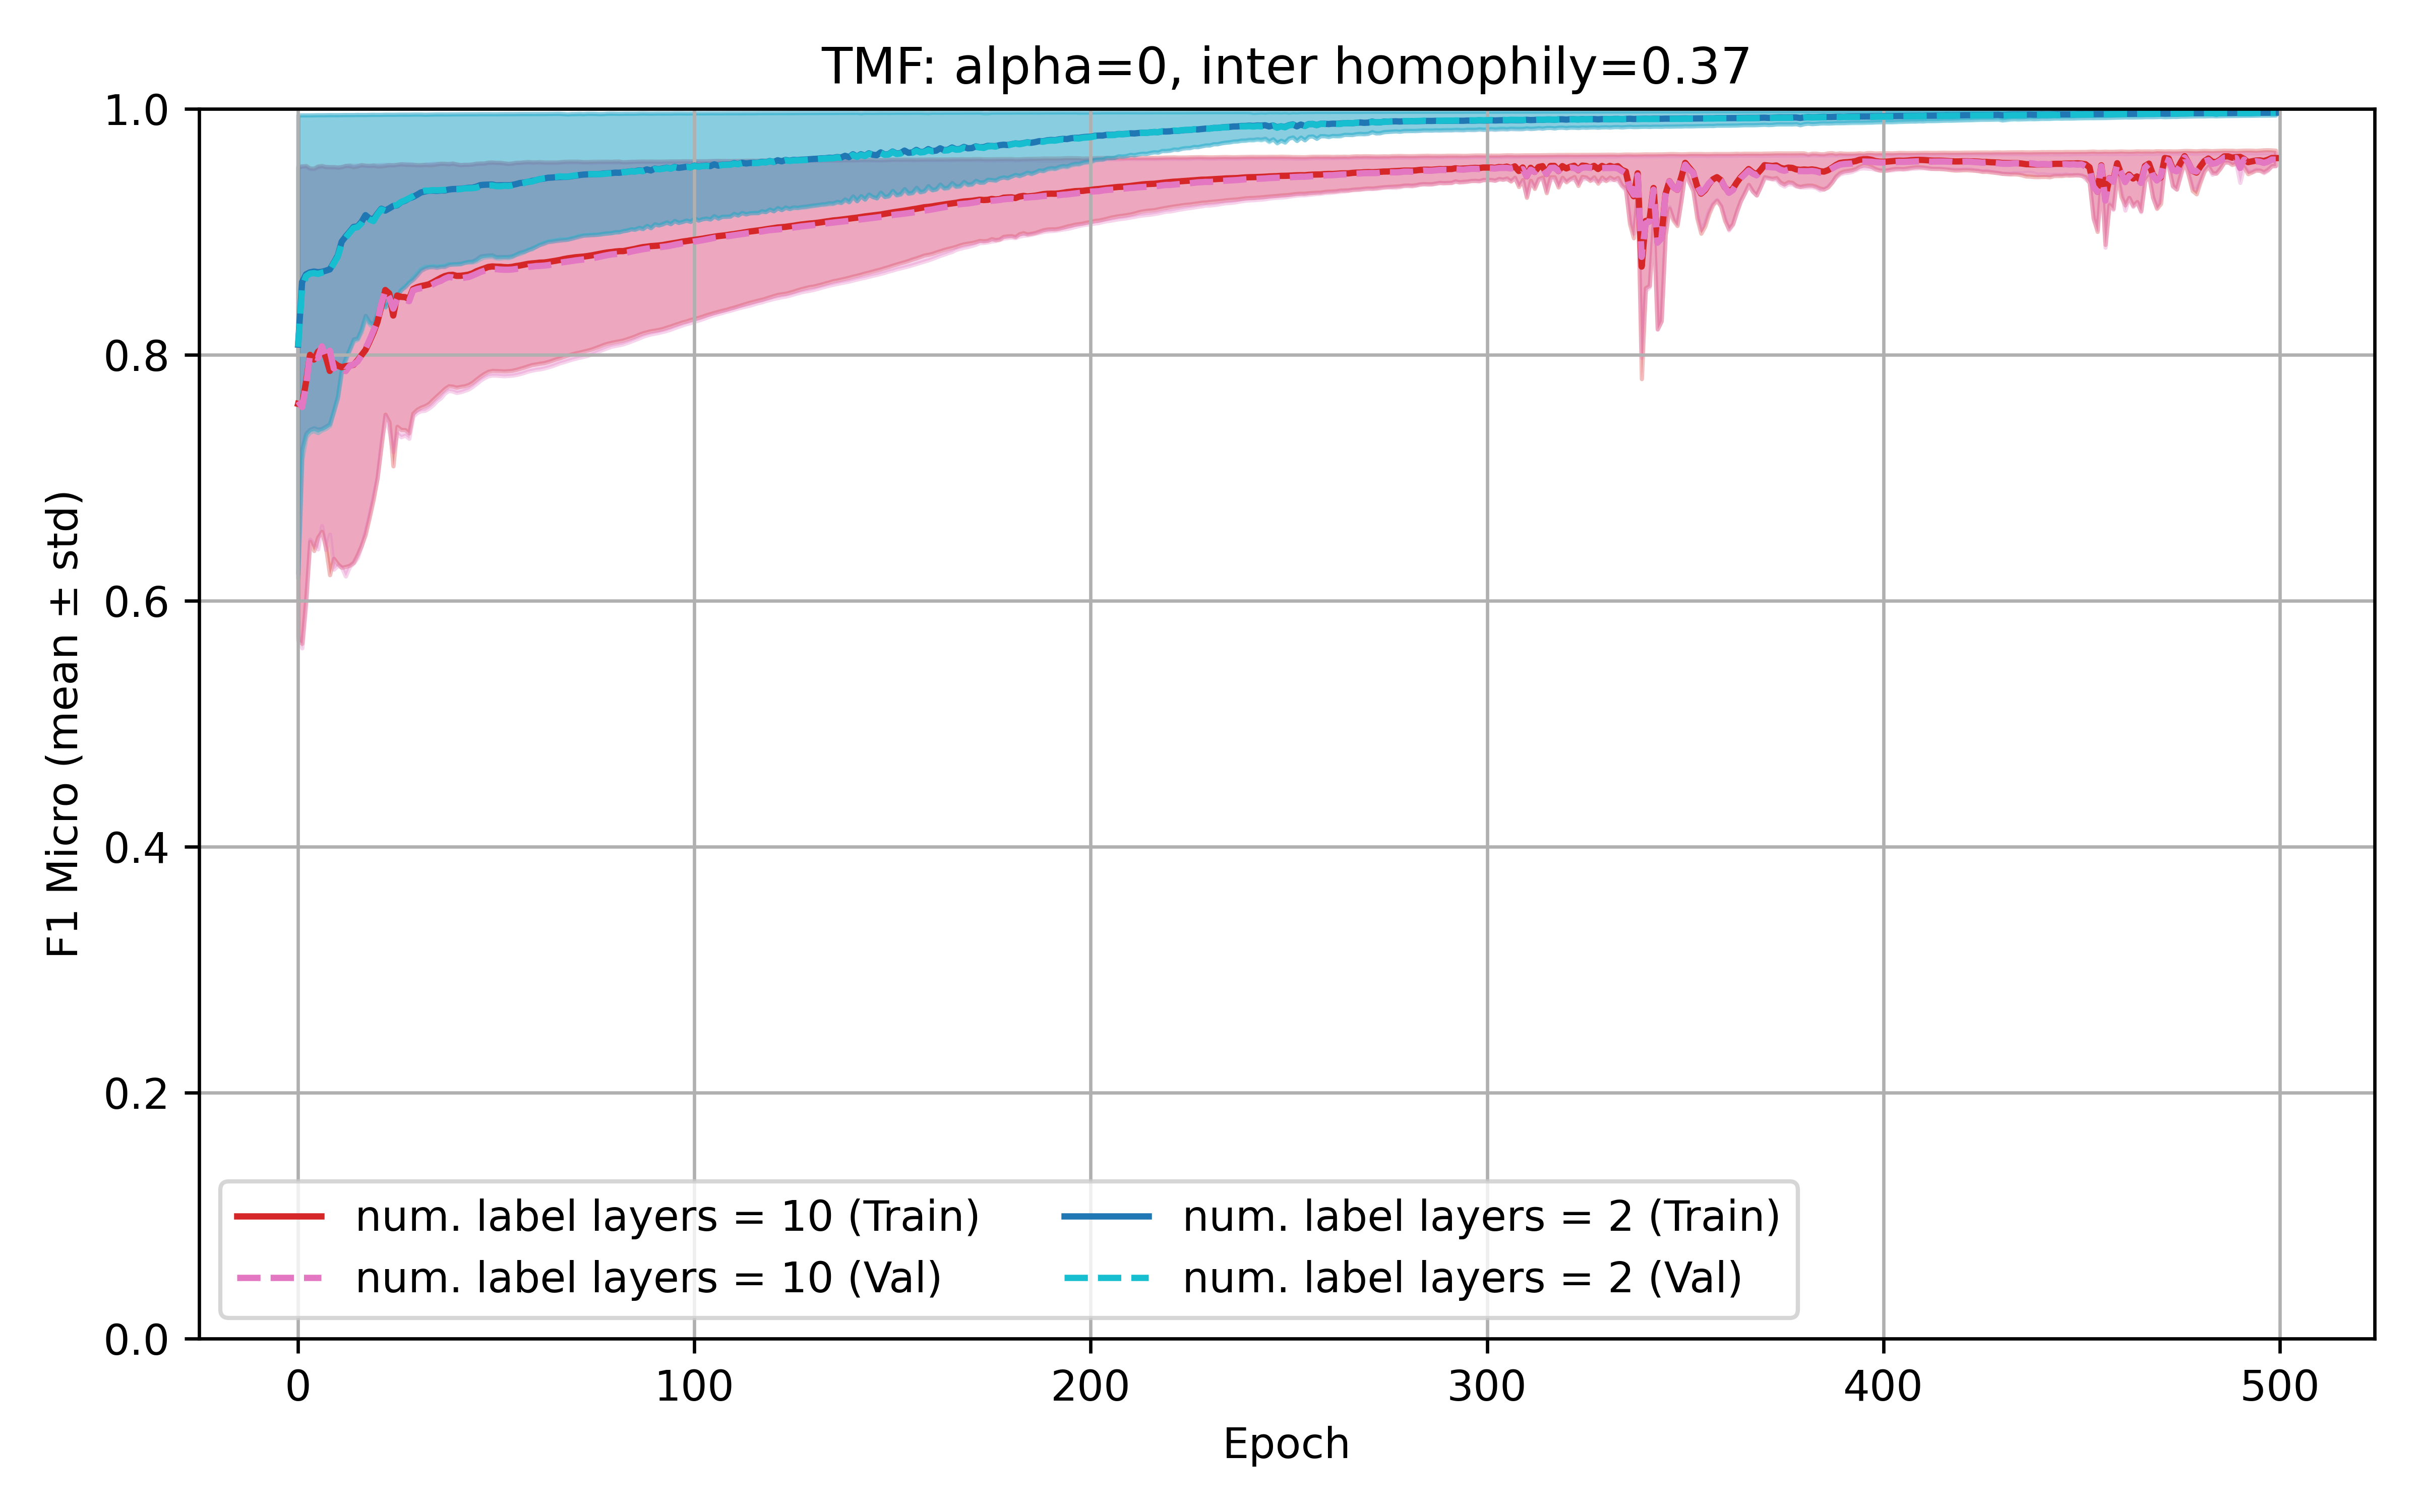 TMF: alpha=0, inter homophily=0.37
F1 Micro (mean ± std)
1.0
0.8
0.6
0.4
0.2
0.0
num. label layers = 10 (Train)
num. label layers = 10 (Val)
num. label layers = 2 (Train)
num. label layers = 2 (Val)
0 100 200 300 400 500
Epoch